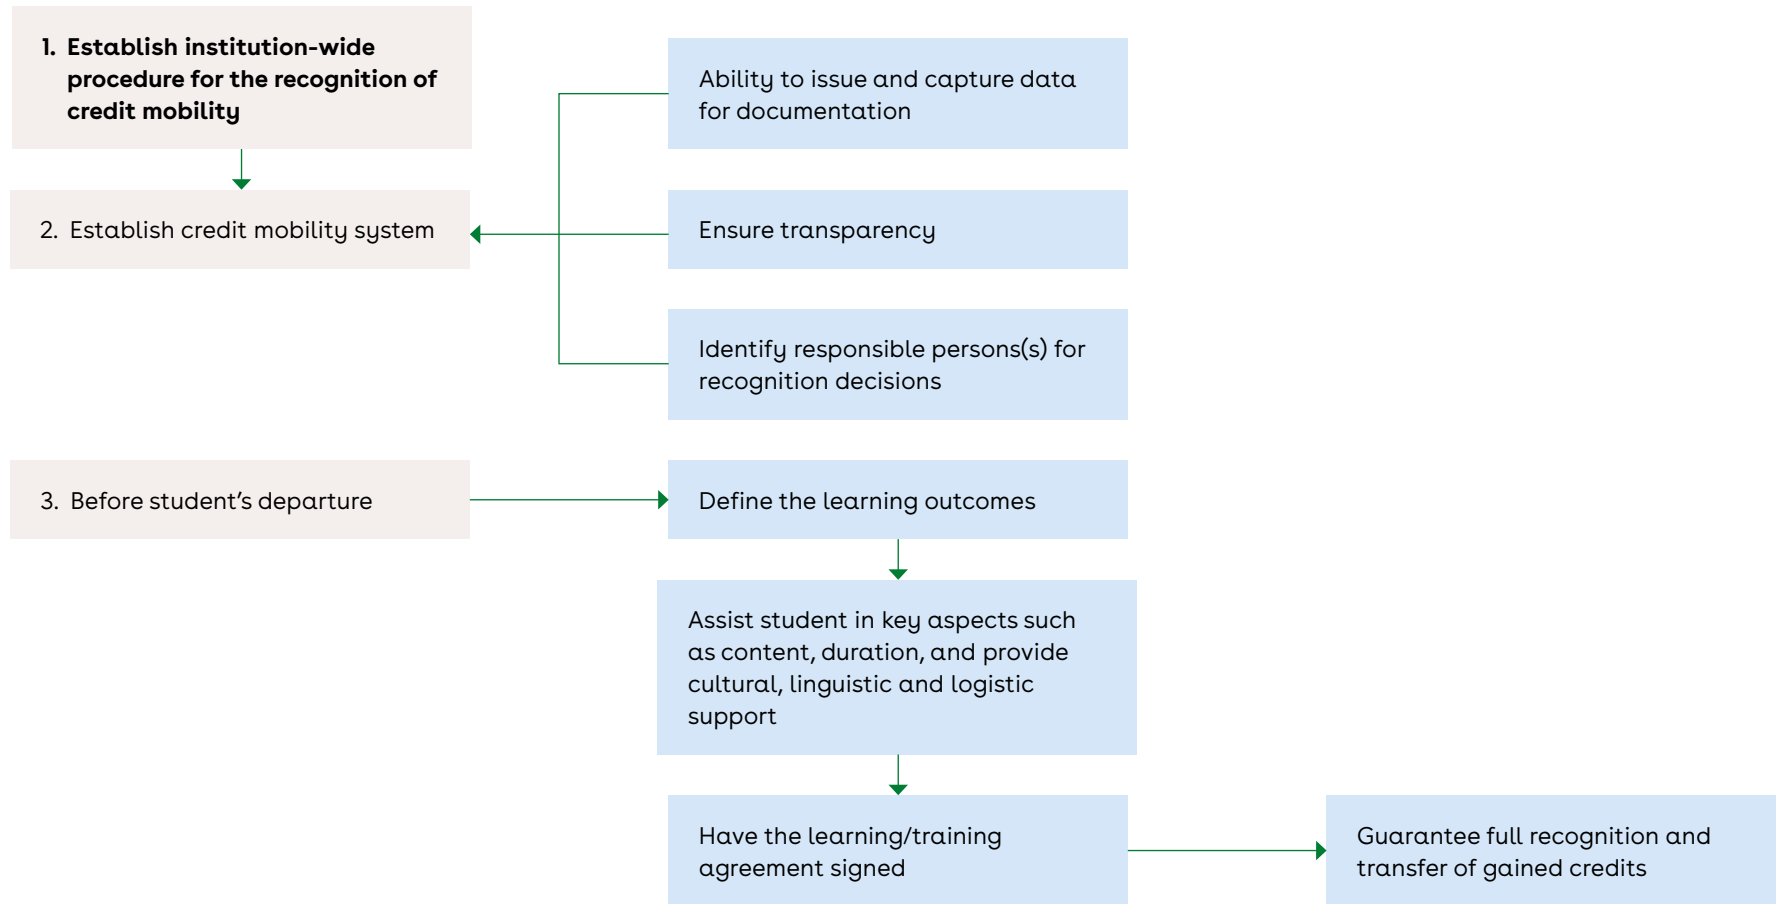 1. Establish institution-wide
procedure for the recognition of
credit mobility
Ability to issue and capture data
for documentation
2. Establish credit mobility system
Ensure transparency
Identify responsible persons(s) for
recognition decisions
3. Before student’s departure
Define the learning outcomes
Assist student in key aspects such
as content, duration, and provide
cultural, linguistic and logistic
support
Have the learning/training
agreement signed
Guarantee full recognition and
transfer of gained credits